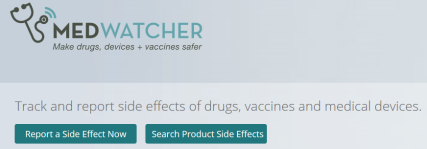 MEDWATCHER
Make drugs, devices + vaccines safer
Track and report side effects of drugs, vaccines and medical devices.
Report a Side Effect Now Search Product Side Effects